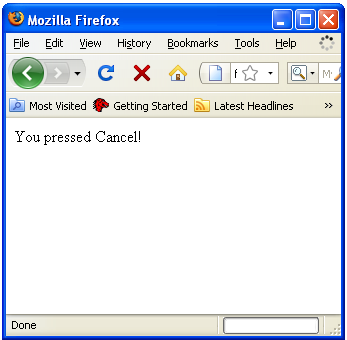 Mozilla Firefox
File Edit View History Bookmarks Tools Help
f
Most Visited Getting Started Latest Headlines »
You pressed Cancel!
Done